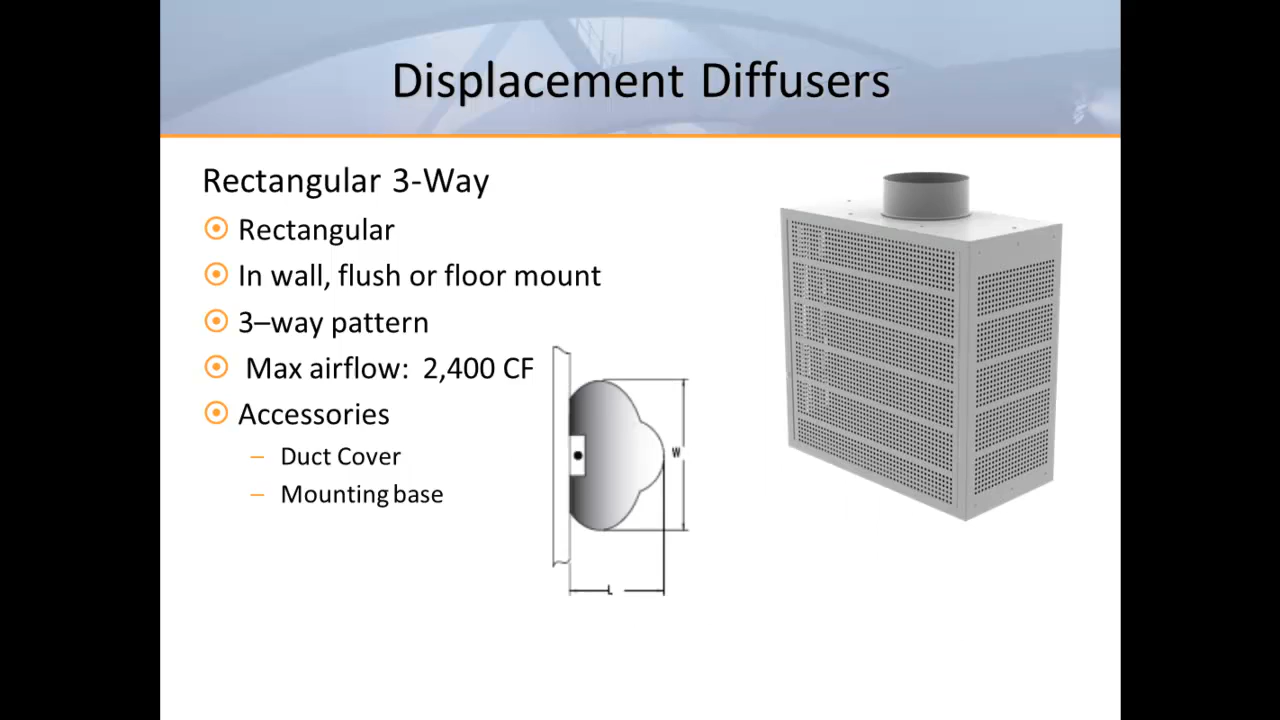 Displacement Diffusers
Rectangular 3-Way
Rectangular
In wall, flush or floor mount
3–way pattern
Max airflow: 2,400 CF
Accessories
– Duct Cover
– Mounting base
W
L